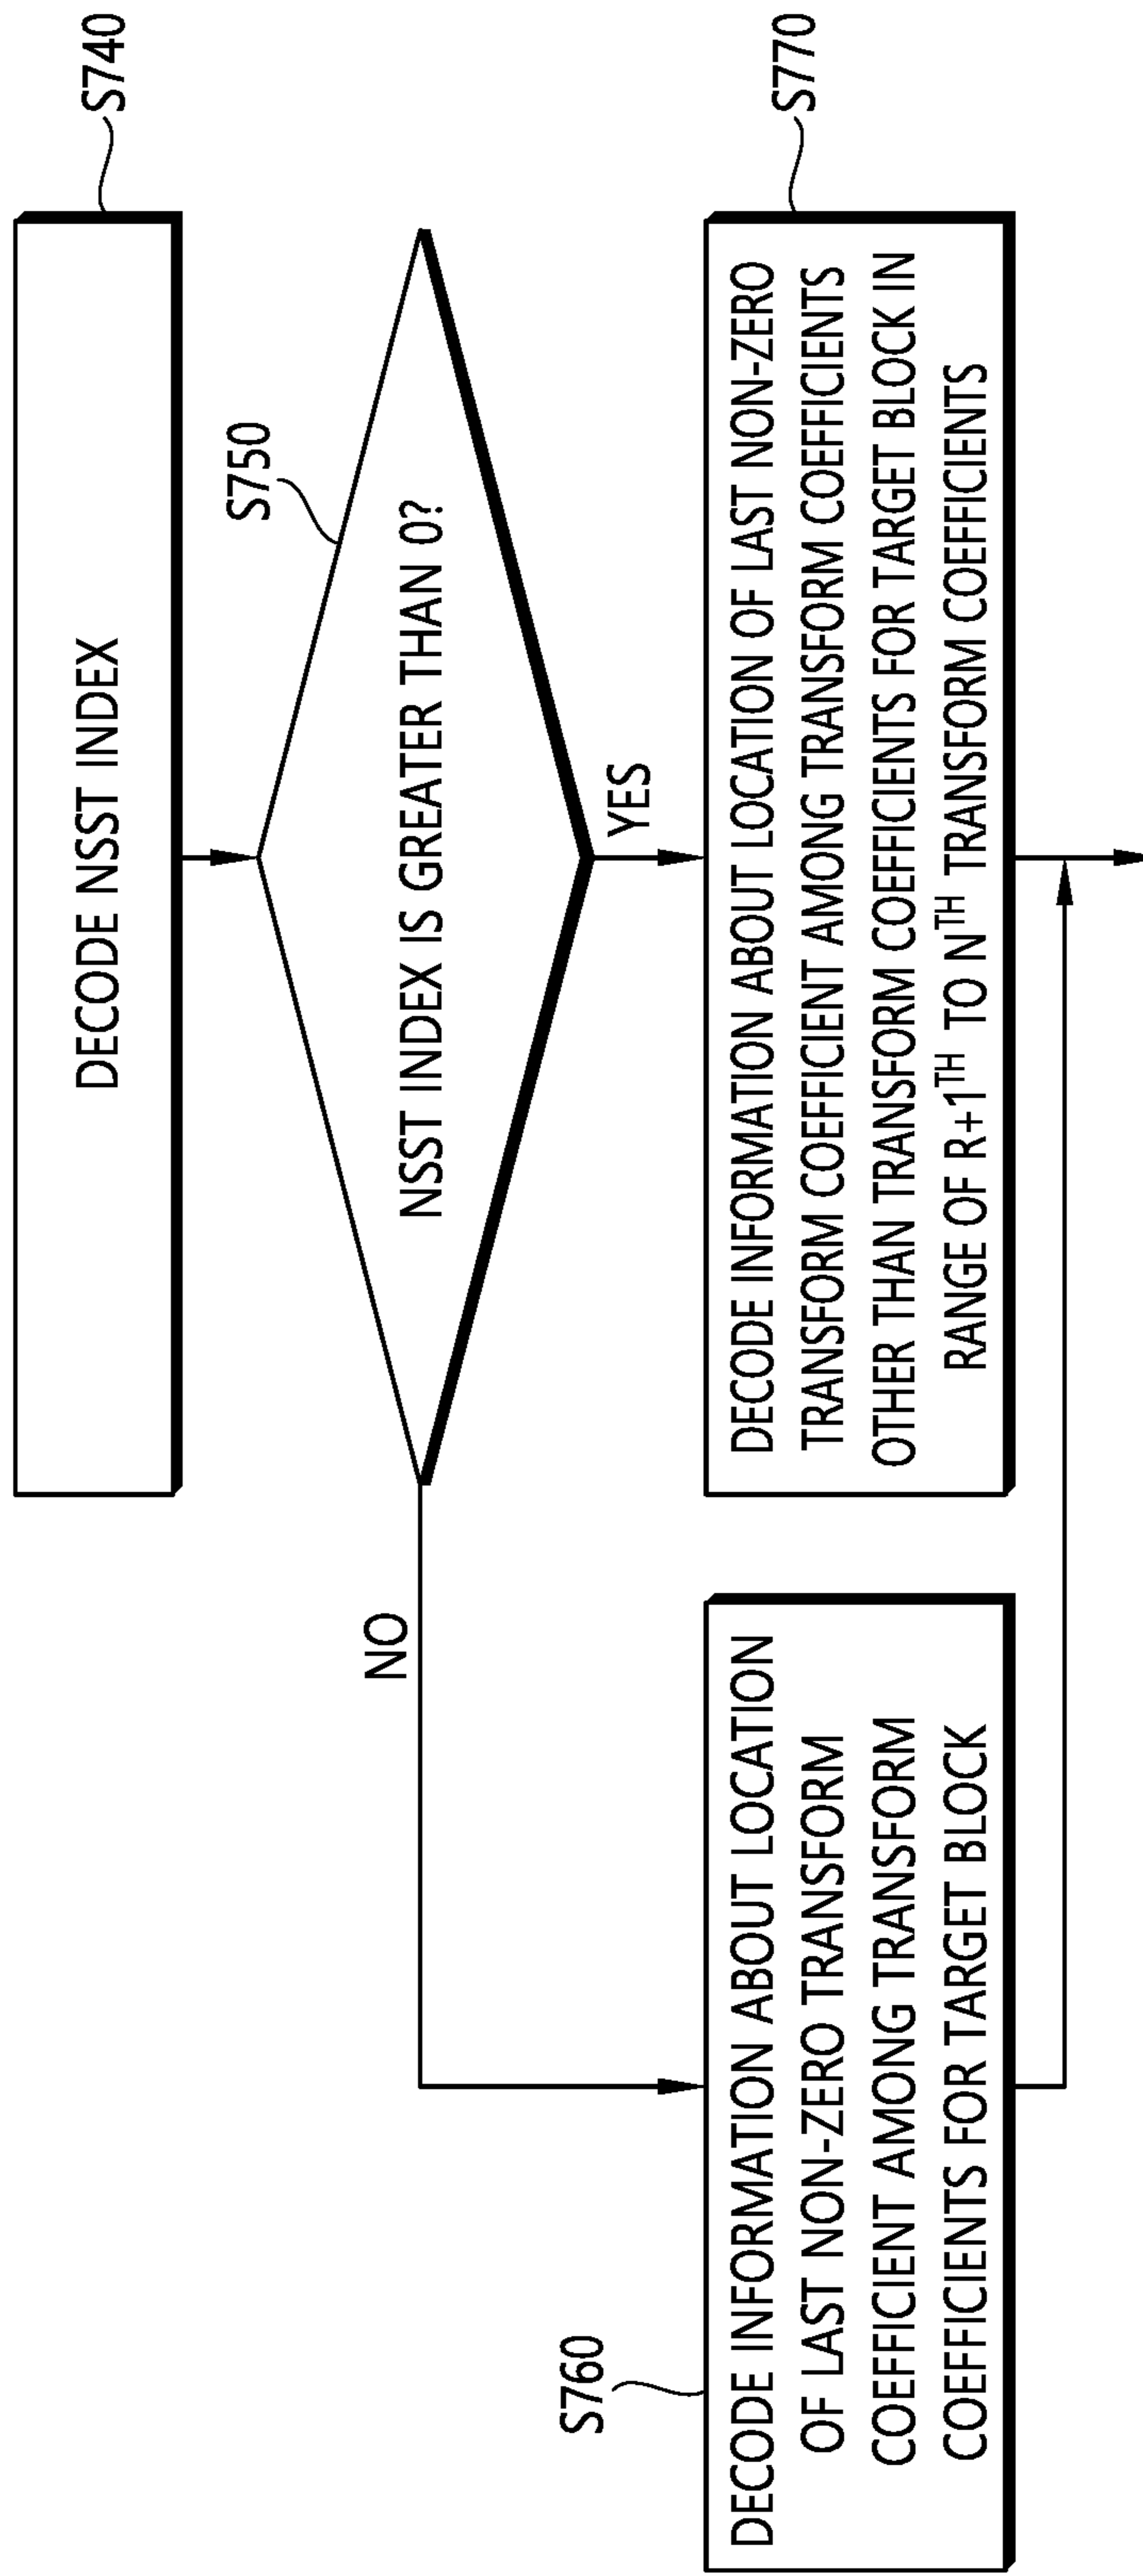 S740
DECODE NSST INDEX
S750
NSST INDEX IS GREATER THAN 0?
NO
YES
S760
DECODE INFORMATION ABOUT LOCATION
OF LAST NON-ZERO TRANSFORM
COEFFICIENT AMONG TRANSFORM
COEFFICIENTS FOR TARGET BLOCK
S770
DECODE INFORMATION ABOUT LOCATION OF LAST NON-ZERO
TRANSFORM COEFFICIENT AMONG TRANSFORM COEFFICIENTS
OTHER THAN TRANSFORM COEFFICIENTS FOR TARGET BLOCK IN
RANGE OF R+1TH TO NTH TRANSFORM COEFFICIENTS